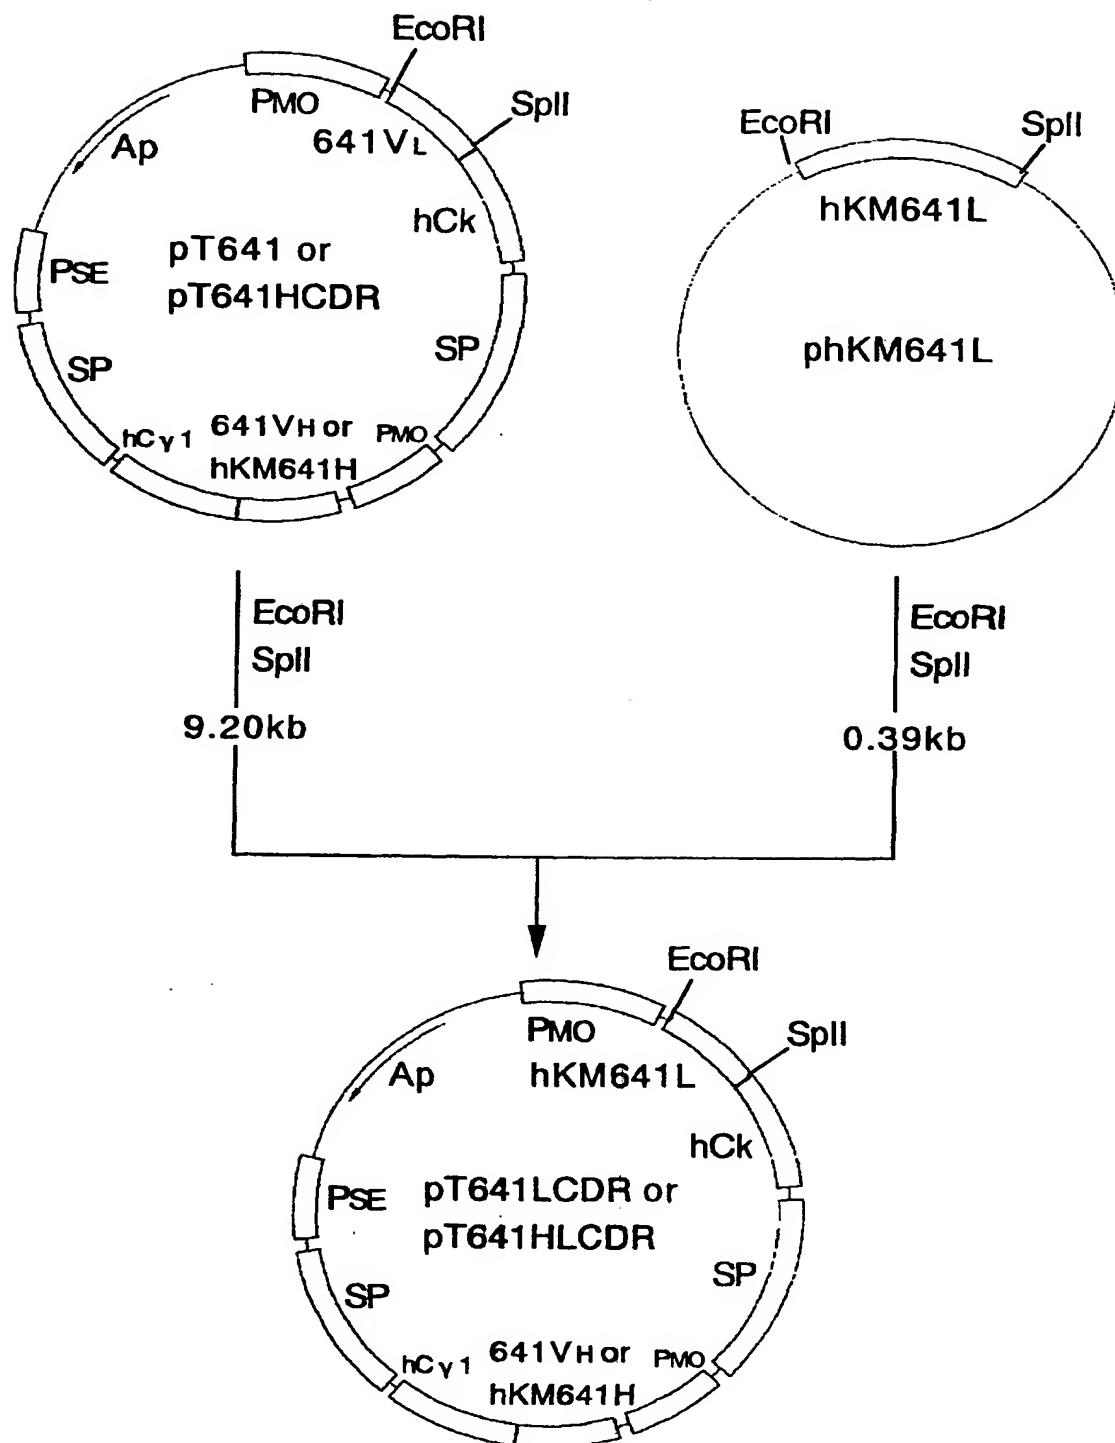 EcoRI
SplI
PMO
641VL
Ap
hCk
PSE
pT641 or
pT641HCDR
SP
SP
hCγ1
641VH or
hKM641H
PMO
EcoRI
SplI
hKM641L
phKM641L
EcoRI
SplI
9.20kb
EcoRI
SplI
0.39kb
EcoRI
SplI
PMO
hKM641L
Ap
hCk
PSE
pT641LCDR or
pT641HLCDR
SP
SP
hCγ1
641VH or
hKM641H
PMO